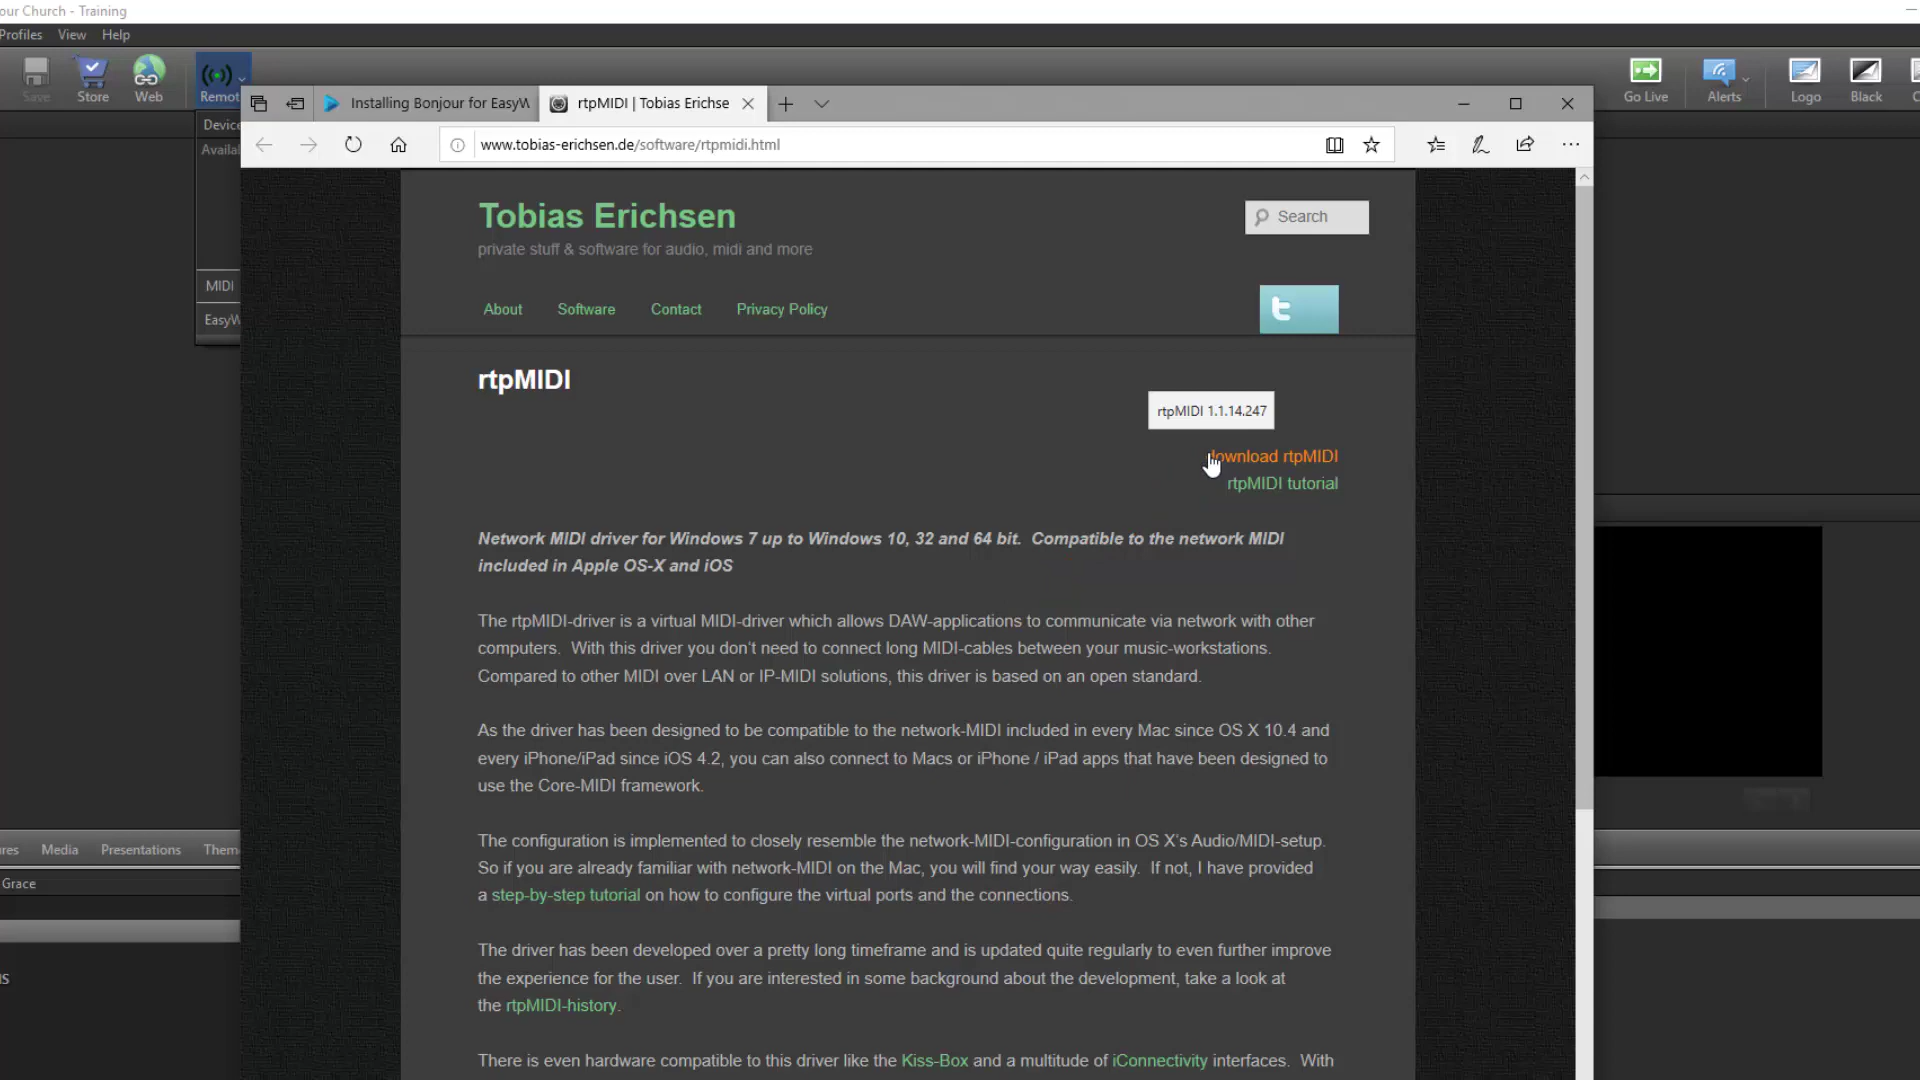 our Church - Training
Profiles View Help
Save Store Web Remot Go Live Alerts Logo Black
Installing Bonjour for EasyW rtpMIDI | Tobias Erichse
Device
Availal
www.tobias-erichsen.de/software/rtpmidi.html
MIDI
EasyW
Tobias Erichsen
Search
private stuff & software for audio, midi and more
About Software Contact Privacy Policy
rtpMIDI
rtpMIDI 1.1.14.247
ownload rtpMIDI
rtpMIDI tutorial
Network MIDI driver for Windows 7 up to Windows 10, 32 and 64 bit. Compatible to the network MIDI
included in Apple OS-X and iOS
The rtpMIDI-driver is a virtual MIDI-driver which allows DAW-applications to communicate via network with other
computers. With this driver you don't need to connect long MIDI-cables between your music-workstations.
Compared to other MIDI over LAN or IP-MIDI solutions, this driver is based on an open standard.
As the driver has been designed to be compatible to the network-MIDI included in every Mac since OS X 10.4 and
every iPhone/iPad since iOS 4.2, you can also connect to Macs or iPhone / iPad apps that have been designed to
use the Core-MIDI framework.
The configuration is implemented to closely resemble the network-MIDI-configuration in OS X's Audio/MIDI-setup.
So if you are already familiar with network-MIDI on the Mac, you will find your way easily. If not, I have provided
a step-by-step tutorial on how to configure the virtual ports and the connections.
The driver has been developed over a pretty long timeframe and is updated quite regularly to even further improve
the experience for the user. If you are interested in some background about the development, take a look at
the rtpMIDI-history.
There is even hardware compatible to this driver like the Kiss-Box and a multitude of iConnectivity interfaces. With
ures Media Presentations Them
Grace